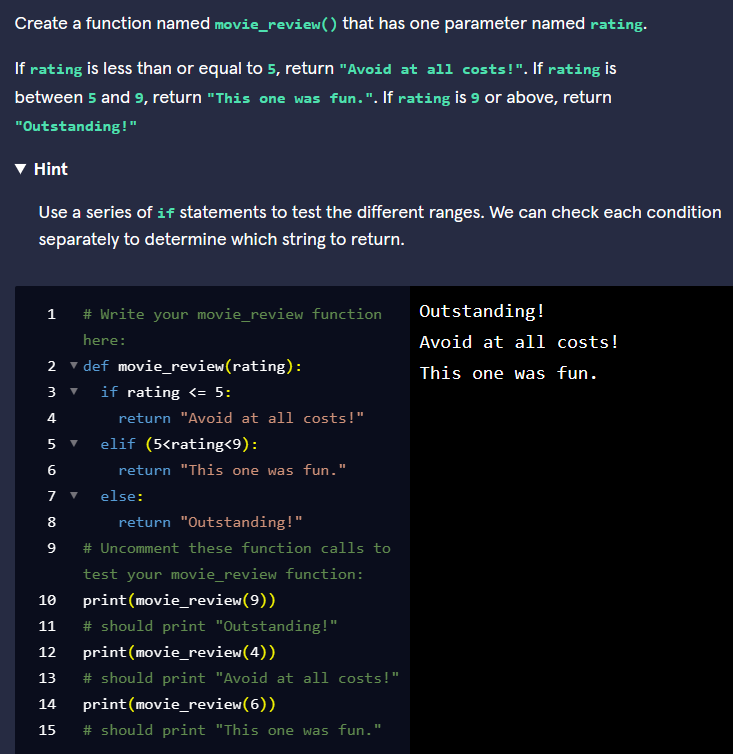 Create a function named movie_review() that has one parameter named rating.
If rating is less than or equal to 5, return "Avoid at all costs!". If rating is
between 5 and 9, return "This one was fun.". If rating is 9 or above, return
"Outstanding!"
▼ Hint
Use a series of if statements to test the different ranges. We can check each condition
separately to determine which string to return.
1 # Write your movie_review function
here:
2 ▼ def movie_review(rating):
3 ▼ if rating <= 5:
4 return "Avoid at all costs!"
5 ▼ elif (5<rating<9):
6 return "This one was fun."
7 ▼ else:
8 return "Outstanding!"
9 # Uncomment these function calls to
test your movie_review function:
10 print(movie_review(9))
11 # should print "Outstanding!"
12 print(movie_review(4))
13 # should print "Avoid at all costs!"
14 print(movie_review(6))
15 # should print "This one was fun."
Outstanding!
Avoid at all costs!
This one was fun.